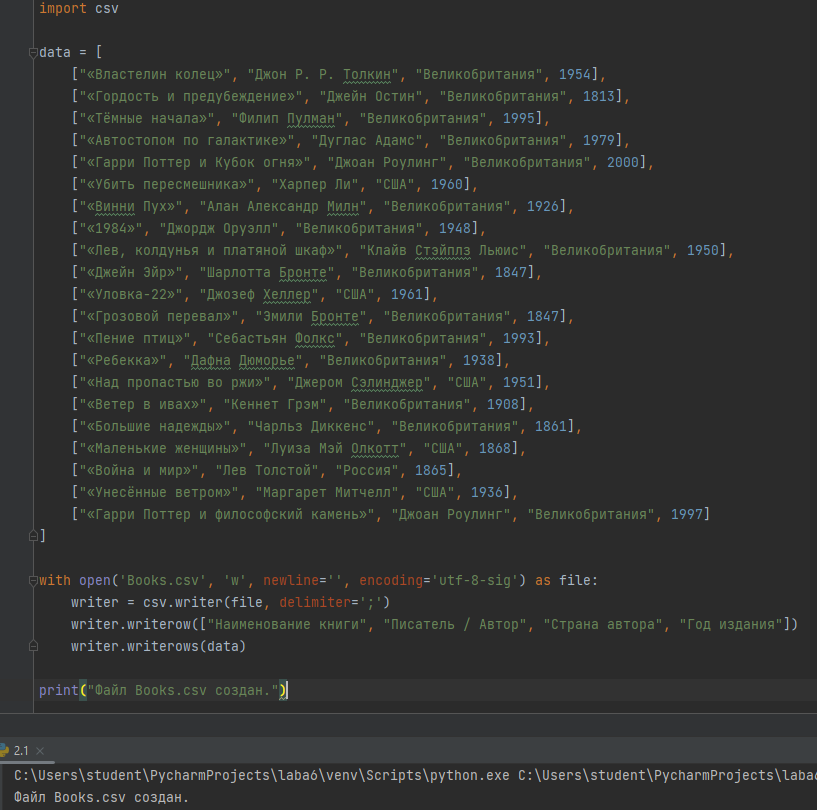 import csv
data = [
["«Властелин колец»", "Джон Р. Р. Толкин", "Великобритания", 1954],
["«Гордость и предубеждение»", "Джейн Остин", "Великобритания", 1813],
["«Тёмные начала»", "Филип Пулман", "Великобритания", 1995],
["«Автостопом по галактике»", "Дуглас Адамс", "Великобритания", 1979],
["«Гарри Поттер и Кубок огня»", "Джоан Роулинг", "Великобритания", 2000],
["«Убить пересмешника»", "Харпер Ли", "США", 1960],
["«Винни Пух»", "Алан Александр Милн", "Великобритания", 1926],
["«1984»", "Джордж Оруэлл", "Великобритания", 1948],
["«Лев, колдунья и платяной шкаф»", "Клайв Стэйплз Льюис", "Великобритания", 1950],
["«Джейн Эйр»", "Шарлотта Бронте", "Великобритания", 1847],
["«Уловка-22»", "Джозеф Хеллер", "США", 1961],
["«Грозовой перевал»", "Эмили Бронте", "Великобритания", 1847],
["«Пение птиц»", "Себастьян Фолкс", "Великобритания", 1993],
["«Ребекка»", "Дафна Дюморье", "Великобритания", 1938],
["«Над пропастью во ржи»", "Джером Сэлинджер", "США", 1951],
["«Ветер в ивах»", "Кеннет Грэм", "Великобритания", 1908],
["«Большие надежды»", "Чарльз Диккенс", "Великобритания", 1861],
["«Маленькие женщины»", "Луиза Мэй Олкотт", "США", 1868],
["«Война и мир»", "Лев Толстой", "Россия", 1865],
["«Унесённые ветром»", "Маргарет Митчелл", "США", 1936],
["«Гарри Поттер и философский камень»", "Джоан Роулинг", "Великобритания", 1997]
]
with open('Books.csv', 'w', newline='', encoding='utf-8-sig') as file:
writer = csv.writer(file, delimiter=';')
writer.writerow(["Наименование книги", "Писатель / Автор", "Страна автора", "Год издания"])
writer.writerows(data)
print("Файл Books.csv создан.")
2.1
C:\Users\student\PycharmProjects\laba6\venv\Scripts\python.exe C:\Users\student\PycharmProjects\laba6
Файл Books.csv создан.